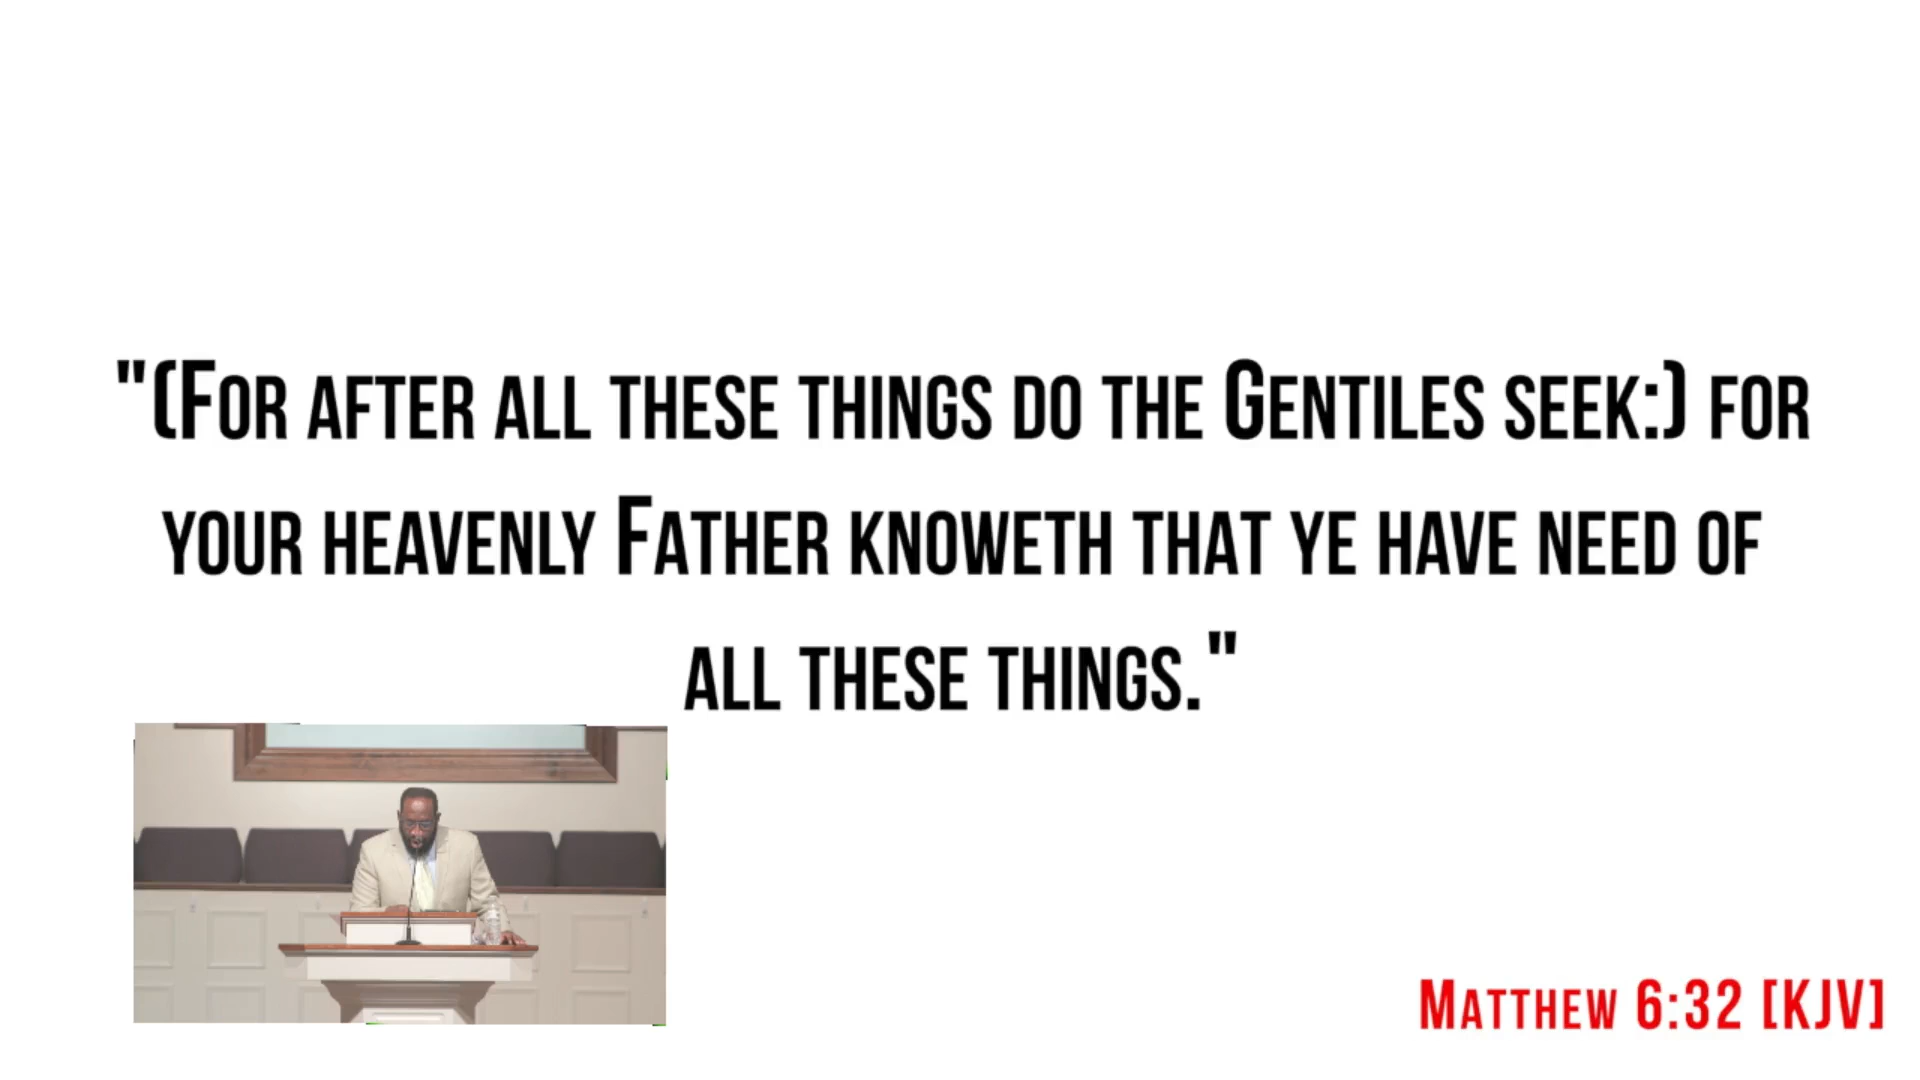 "(For after all these things do the Gentiles seek:) for
your heavenly Father knoweth that ye have need of
all these things."
Matthew 6:32 [KJV]